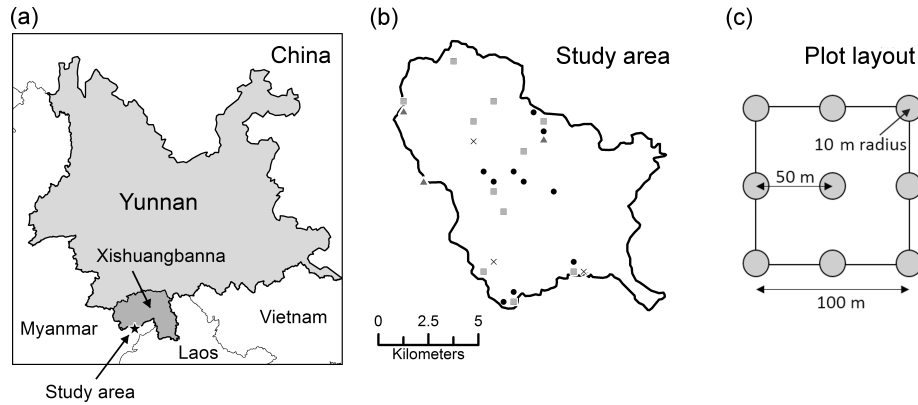 (a)
China
Yunnan
Xishuangbanna
Myanmar
Vietnam
Laos
Study area
(b)
Study area
0 2.5 5
Kilometers
(c)
Plot layout
10 m radius
50 m
100 m